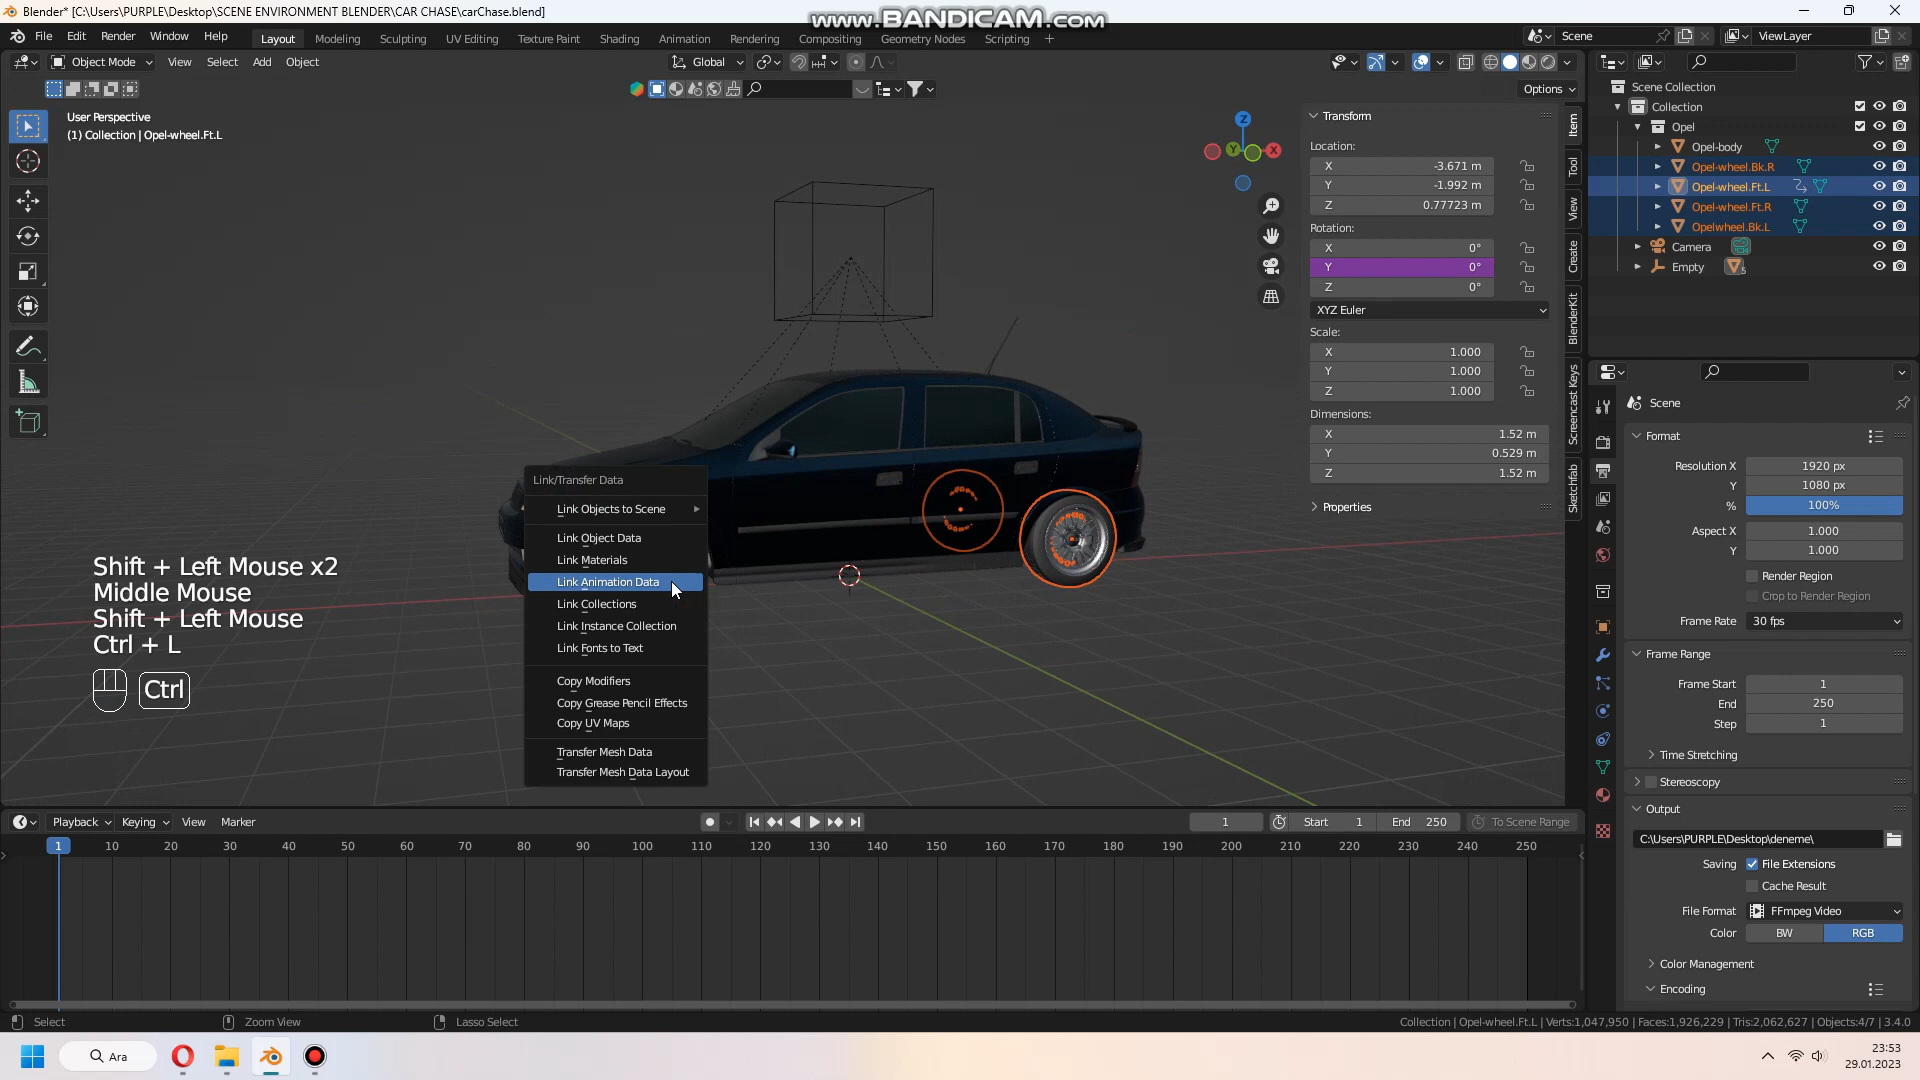 Blender* [C:\Users\PURPLE\Desktop\SCENE ENVIRONMENT BLENDER\CAR CHASE\carChase.blend]
www.BANDICAM.com
File Edit Render Window Help Layout Modeling Sculpting UV Editing Texture Paint Shading Animation Rendering Compositing Geometry Nodes Scripting + Scene ViewLayer
Object Mode View Select Add Object Global
Options
User Perspective
(1) Collection | Opel-wheel.Ft.L
Z
Y
X
Transform
Location:
X -3.671 m
Y -1.992 m
Z 0.77723 m
Rotation:
X 0°
Y 0°
Z 0°
XYZ Euler
Scale:
X 1.000
Y 1.000
Z 1.000
Dimensions:
X 1.52 m
Y 0.529 m
Z 1.52 m
Properties
Item
Tool
View
Create
BlenderKit
Screencast Keys
Sketchfab
Scene Collection
Collection
Opel
Opel-body
Opel-wheel.Bk.R
Opel-wheel.Ft.L
Opel-wheel.Ft.R
Opelwheel.Bk.L
Camera
Empty 5
Scene
Format
Resolution X 1920 px
Y 1080 px
% 100%
Aspect X 1.000
Y 1.000
Render Region
Crop to Render Region
Frame Rate 30 fps
Frame Range
Frame Start 1
End 250
Step 1
Time Stretching
Stereoscopy
Output
C:\Users\PURPLE\Desktop\deneme\
Saving File Extensions
Cache Result
File Format FFmpeg Video
Color BW RGB
Color Management
Encoding
Link/Transfer Data
Link Objects to Scene
Link Object Data
Link Materials
Link Animation Data
Link Collections
Link Instance Collection
Link Fonts to Text
Copy Modifiers
Copy Grease Pencil Effects
Copy UV Maps
Transfer Mesh Data
Transfer Mesh Data Layout
Shift + Left Mouse x2
Middle Mouse
Shift + Left Mouse
Ctrl + L
Ctrl
Playback Keying View Marker 1 Start 1 End 250 To Scene Range
1 10 20 30 40 50 60 70 80 90 100 110 120 130 140 150 160 170 180 190 200 210 220 230 240 250
Select Zoom View Lasso Select Collection | Opel-wheel.Ft.L | Verts:1,047,950 | Faces:1,926,229 | Tris:2,062,627 | Objects:4/7 | 3.4.0
Ara
23:53
29.01.2023